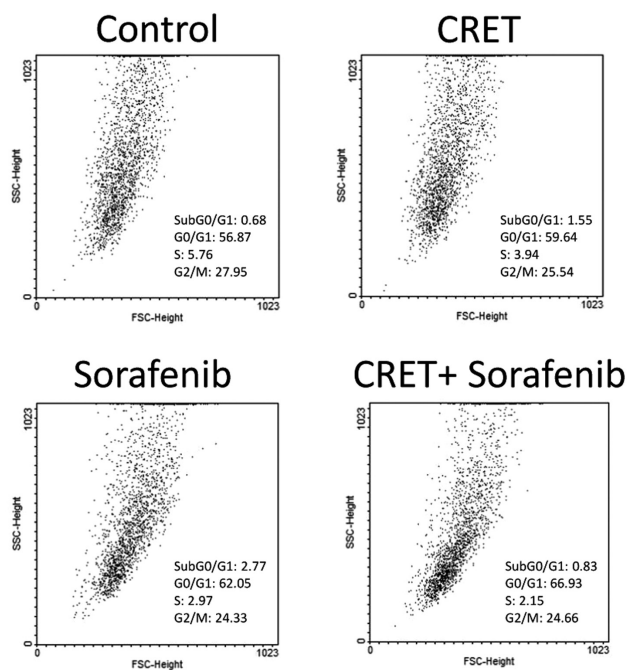 Control
1023
SSC-Height
SubG0/G1: 0.68
G0/G1: 56.87
S: 5.76
G2/M: 27.95
0
0
1023
FSC-Height
CRET
1023
SSC-Height
SubG0/G1: 1.55
G0/G1: 59.64
S: 3.94
G2/M: 25.54
0
0
1023
FSC-Height
Sorafenib
1023
SSC-Height
SubG0/G1: 2.77
G0/G1: 62.05
S: 2.97
G2/M: 24.33
0
0
1023
FSC-Height
CRET+ Sorafenib
1023
SSC-Height
SubG0/G1: 0.83
G0/G1: 66.93
S: 2.15
G2/M: 24.66
0
0
1023
FSC-Height